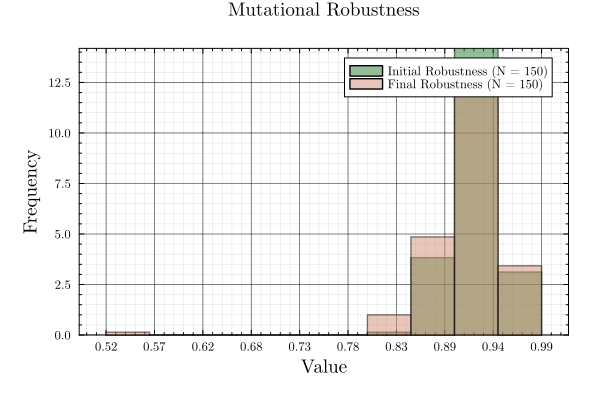 Mutational Robustness
Initial Robustness (N = 150)
Final Robustness (N = 150)
Frequency
12.5
10.0
7.5
5.0
2.5
0.0
0.52 0.57 0.62 0.68 0.73 0.78 0.83 0.89 0.94 0.99
Value